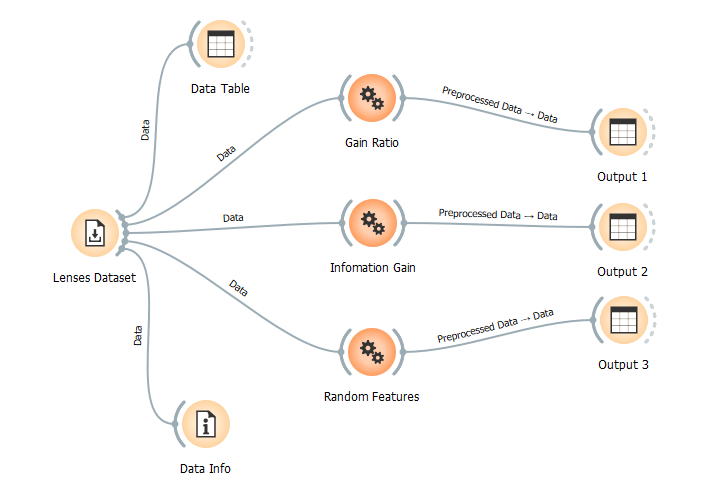 Data Table
Data
Preprocessed Data → Data
Gain Ratio
Data
Output 1
Lenses Dataset
Data
Infomation Gain
Preprocessed Data → Data
Output 2
Data
Random Features
Preprocessed Data → Data
Output 3
Data
Data Info